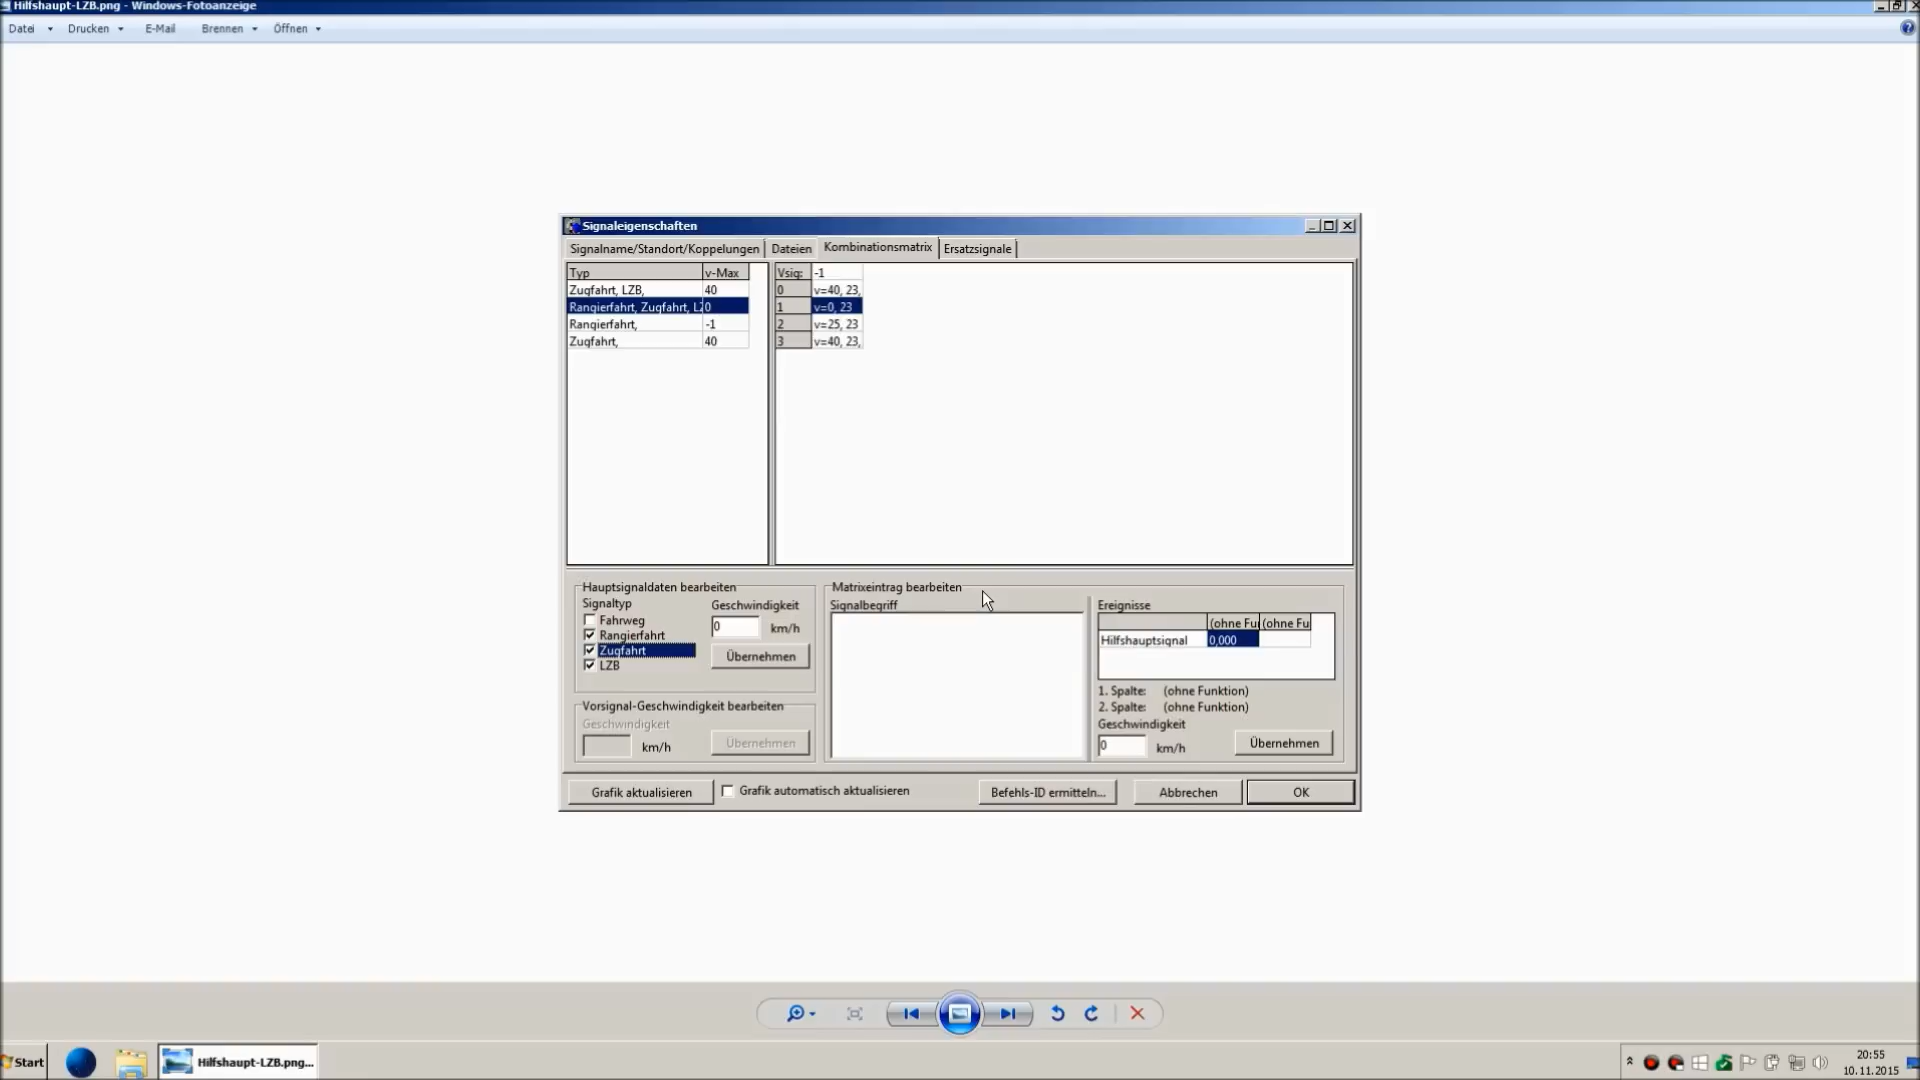 Hilfshaupt-LZB.png - Windows-Fotoanzeige
Datei Drucken E-Mail Brennen Öffnen
Signaleigenschaften
Signalname/Standort/Koppelungen Dateien Kombinationsmatrix Ersatzsignale
Typ v-Max Vsig: -1
Zugfahrt, LZB, 40 0 v=40, 23,
Rangierfahrt, Zugfahrt, LZ 0 1 v=0, 23
Rangierfahrt, -1 2 v=25, 23
Zugfahrt, 40 3 v=40, 23,
Hauptsignaldaten bearbeiten
Signaltyp
Fahrweg
Rangierfahrt
Zugfahrt
LZB
Geschwindigkeit
0 km/h
Übernehmen
Vorsignal-Geschwindigkeit bearbeiten
Geschwindigkeit
km/h Übernehmen
Matrixeintrag bearbeiten
Signalbegriff
Ereignisse
(ohne Fu (ohne Fu
Hilfshauptsignal 0,000
1. Spalte: (ohne Funktion)
2. Spalte: (ohne Funktion)
Geschwindigkeit
0 km/h Übernehmen
Grafik aktualisieren Grafik automatisch aktualisieren Befehls-ID ermitteln... Abbrechen OK
Start Hilfshaupt-LZB.png...
20:55
10.11.2015